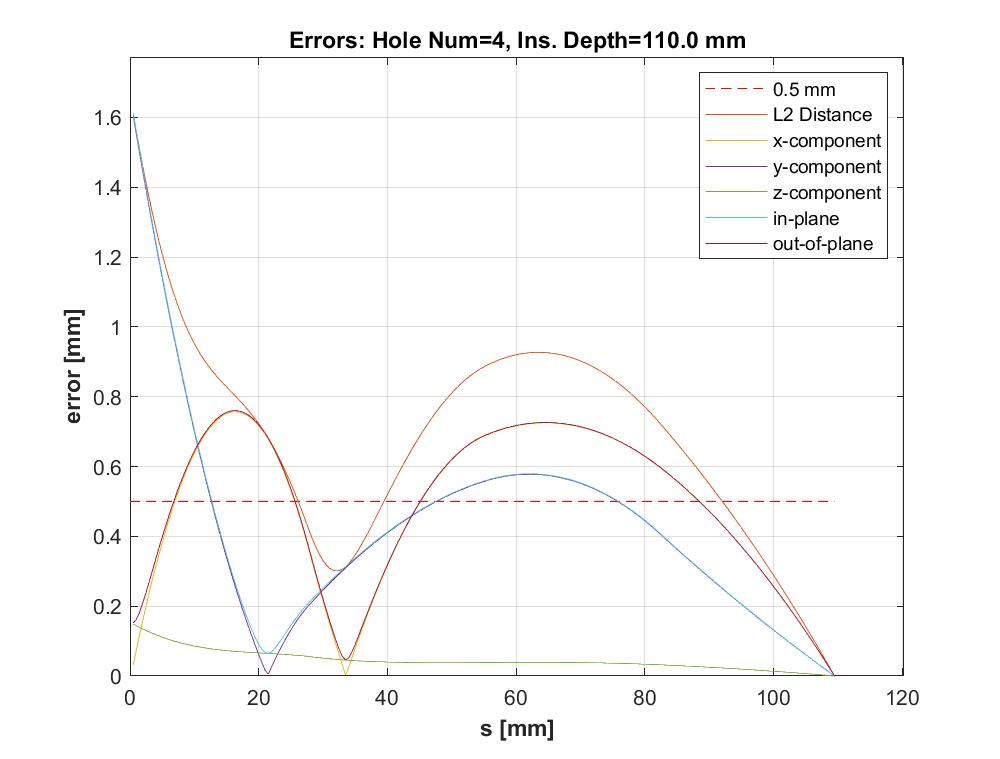 Errors: Hole Num=4, Ins. Depth=110.0 mm
0.5 mm
L2 Distance
x-component
y-component
z-component
in-plane
out-of-plane
1.6
1.4
1.2
1
0.8
0.6
0.4
0.2
0
error [mm]
0 20 40 60 80 100 120
s [mm]